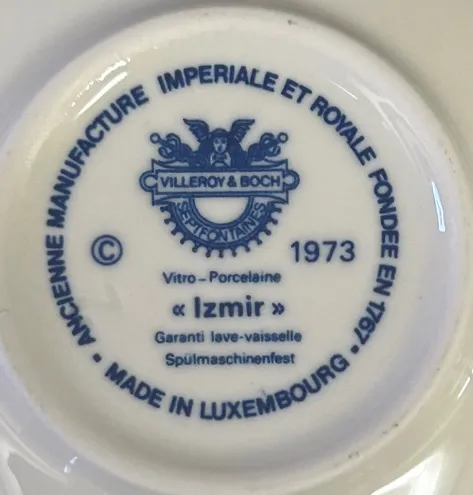 ANCIENNE MANUFACTURE IMPERIALE ET ROYALE FONDEE EN 1767
VILLEROY & BOCH
SEPTFONTAINES
© 1973
Vitro-Porcelaine
« Izmir »
Garanti lave-vaisselle
Spülmaschinenfest
MADE IN LUXEMBOURG